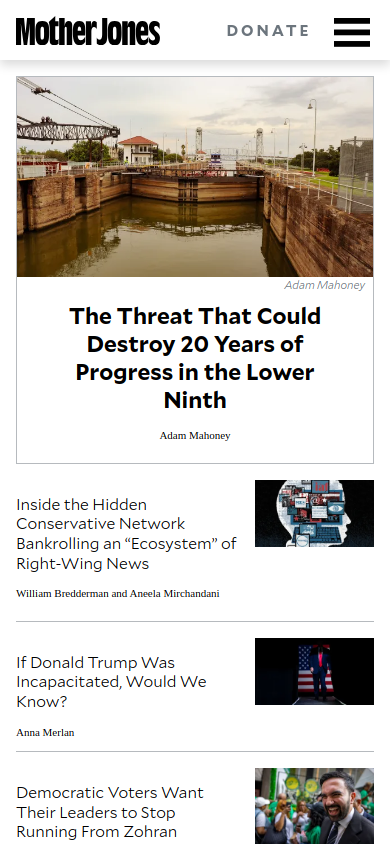 Mother Jones
DONATE
Adam Mahoney
The Threat That Could
Destroy 20 Years of
Progress in the Lower
Ninth
Adam Mahoney
Inside the Hidden
Conservative Network
Bankrolling an “Ecosystem” of
Right-Wing News
William Bredderman and Aneela Mirchandani
If Donald Trump Was
Incapacitated, Would We
Know?
Anna Merlan
Democratic Voters Want
Their Leaders to Stop
Running From Zohran